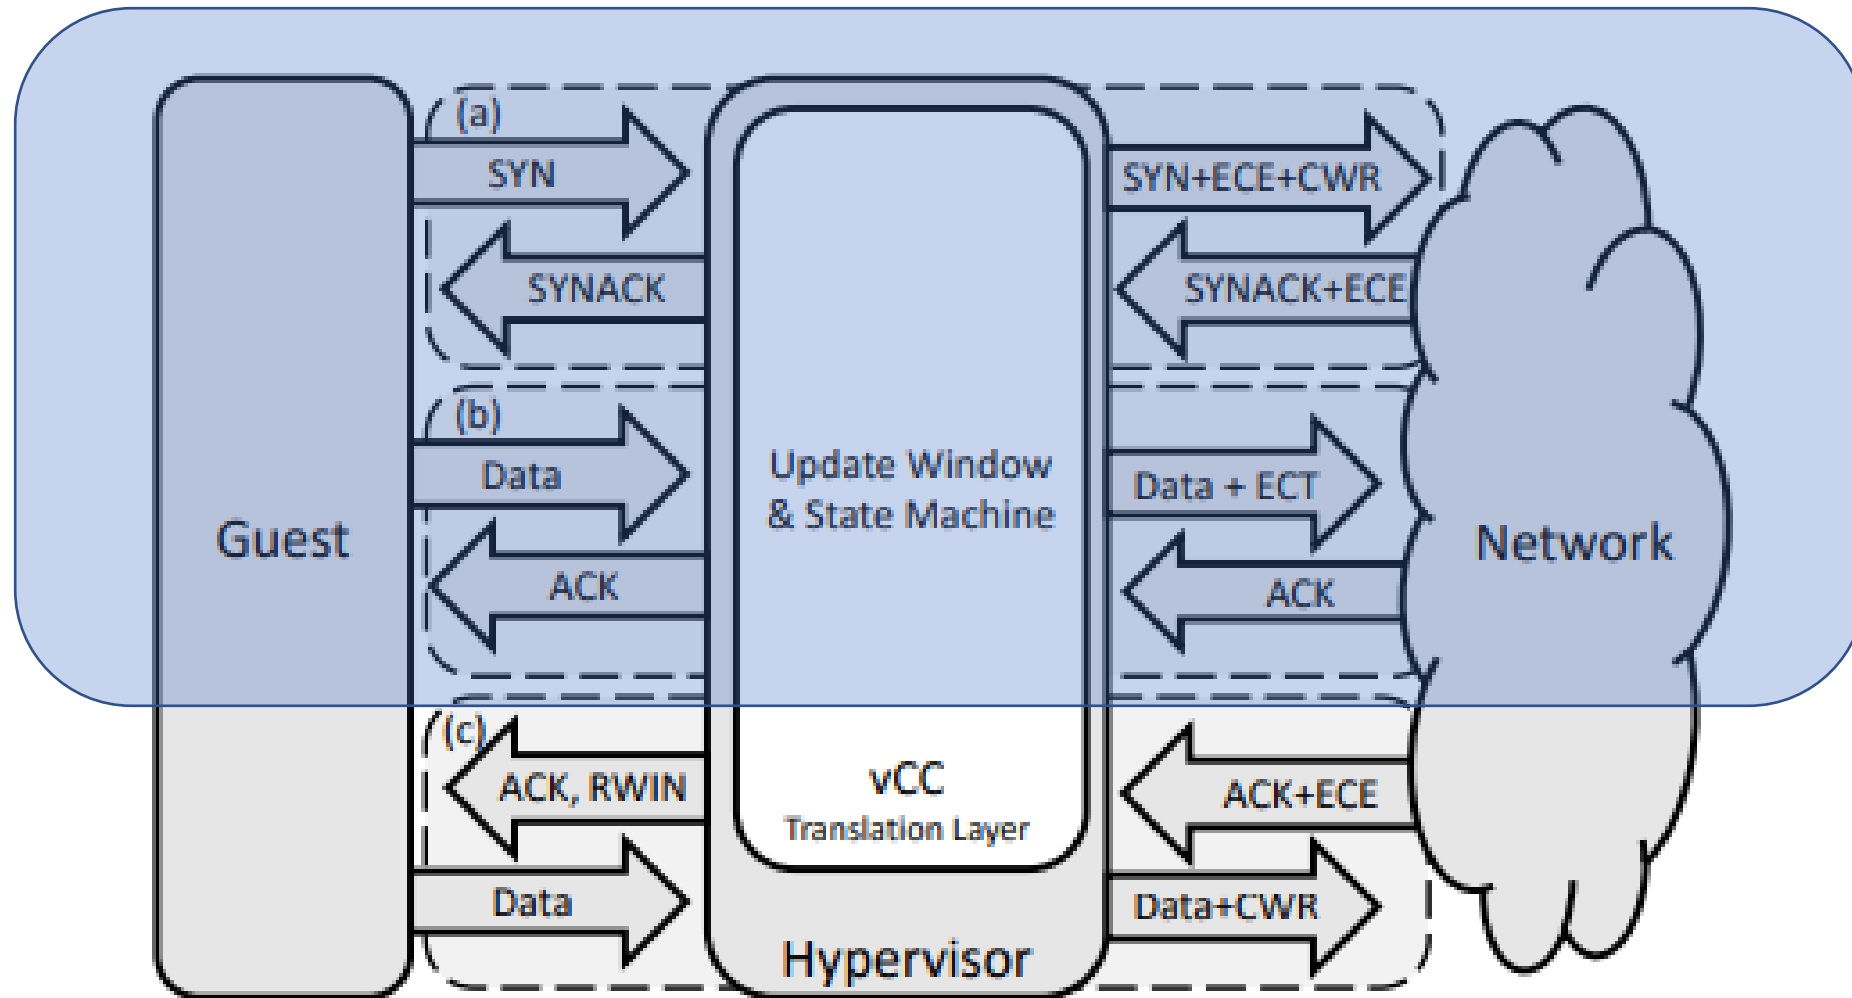 (a)
SYN
SYN+ECE+CWR
SYNACK
SYNACK+ECE
(b)
Data
Data + ECT
Update Window
& State Machine
Guest
Network
ACK
ACK
(c)
ACK, RWIN
vCC
Translation Layer
ACK+ECE
Data
Data+CWR
Hypervisor